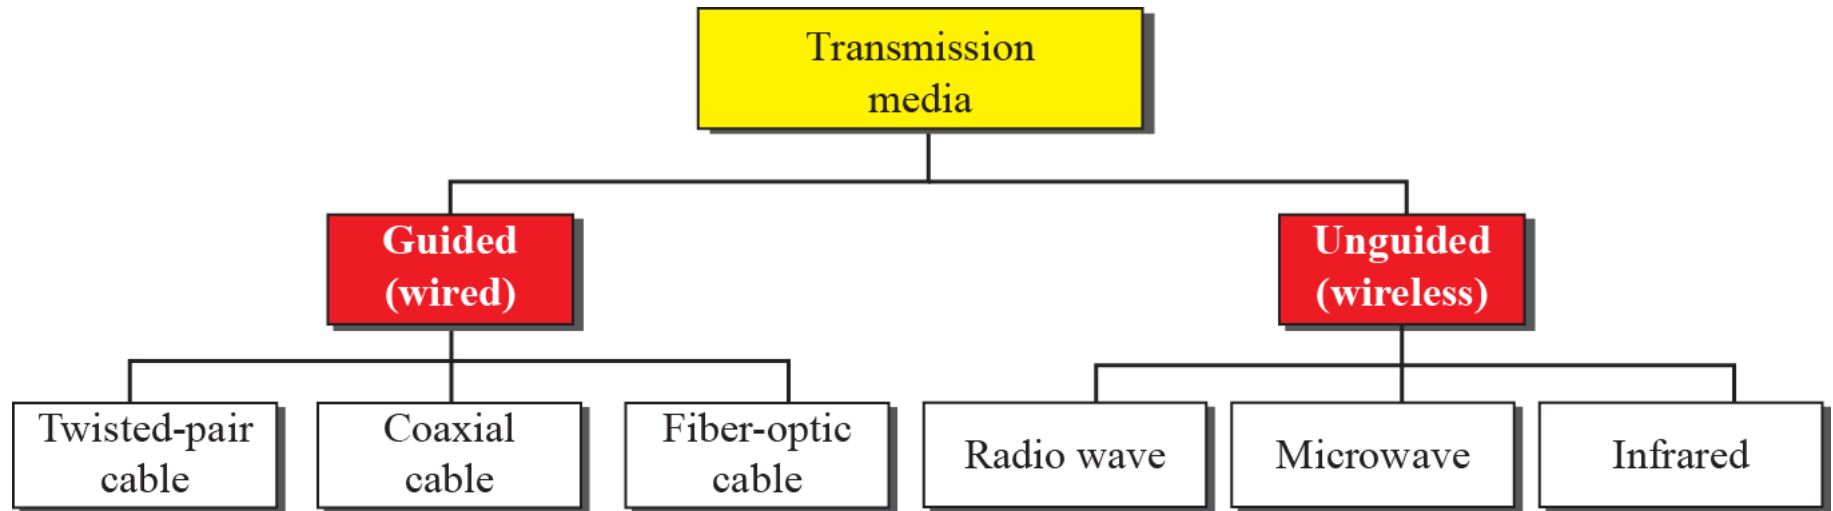 Transmission
media
Guided
(wired)
Unguided
(wireless)
Twisted-pair
cable
Coaxial
cable
Fiber-optic
cable
Radio wave
Microwave
Infrared